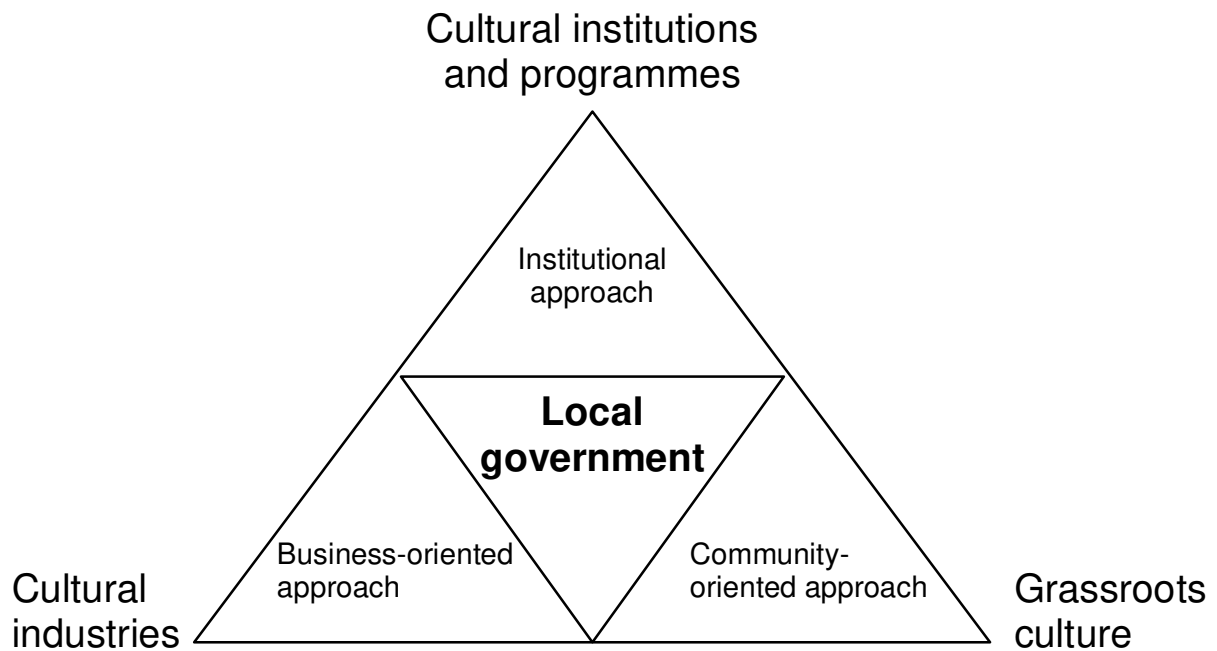 Cultural institutions
and programmes
Institutional
approach
Local
government
Business-oriented
approach
Community-
oriented approach
Cultural
industries
Grassroots
culture